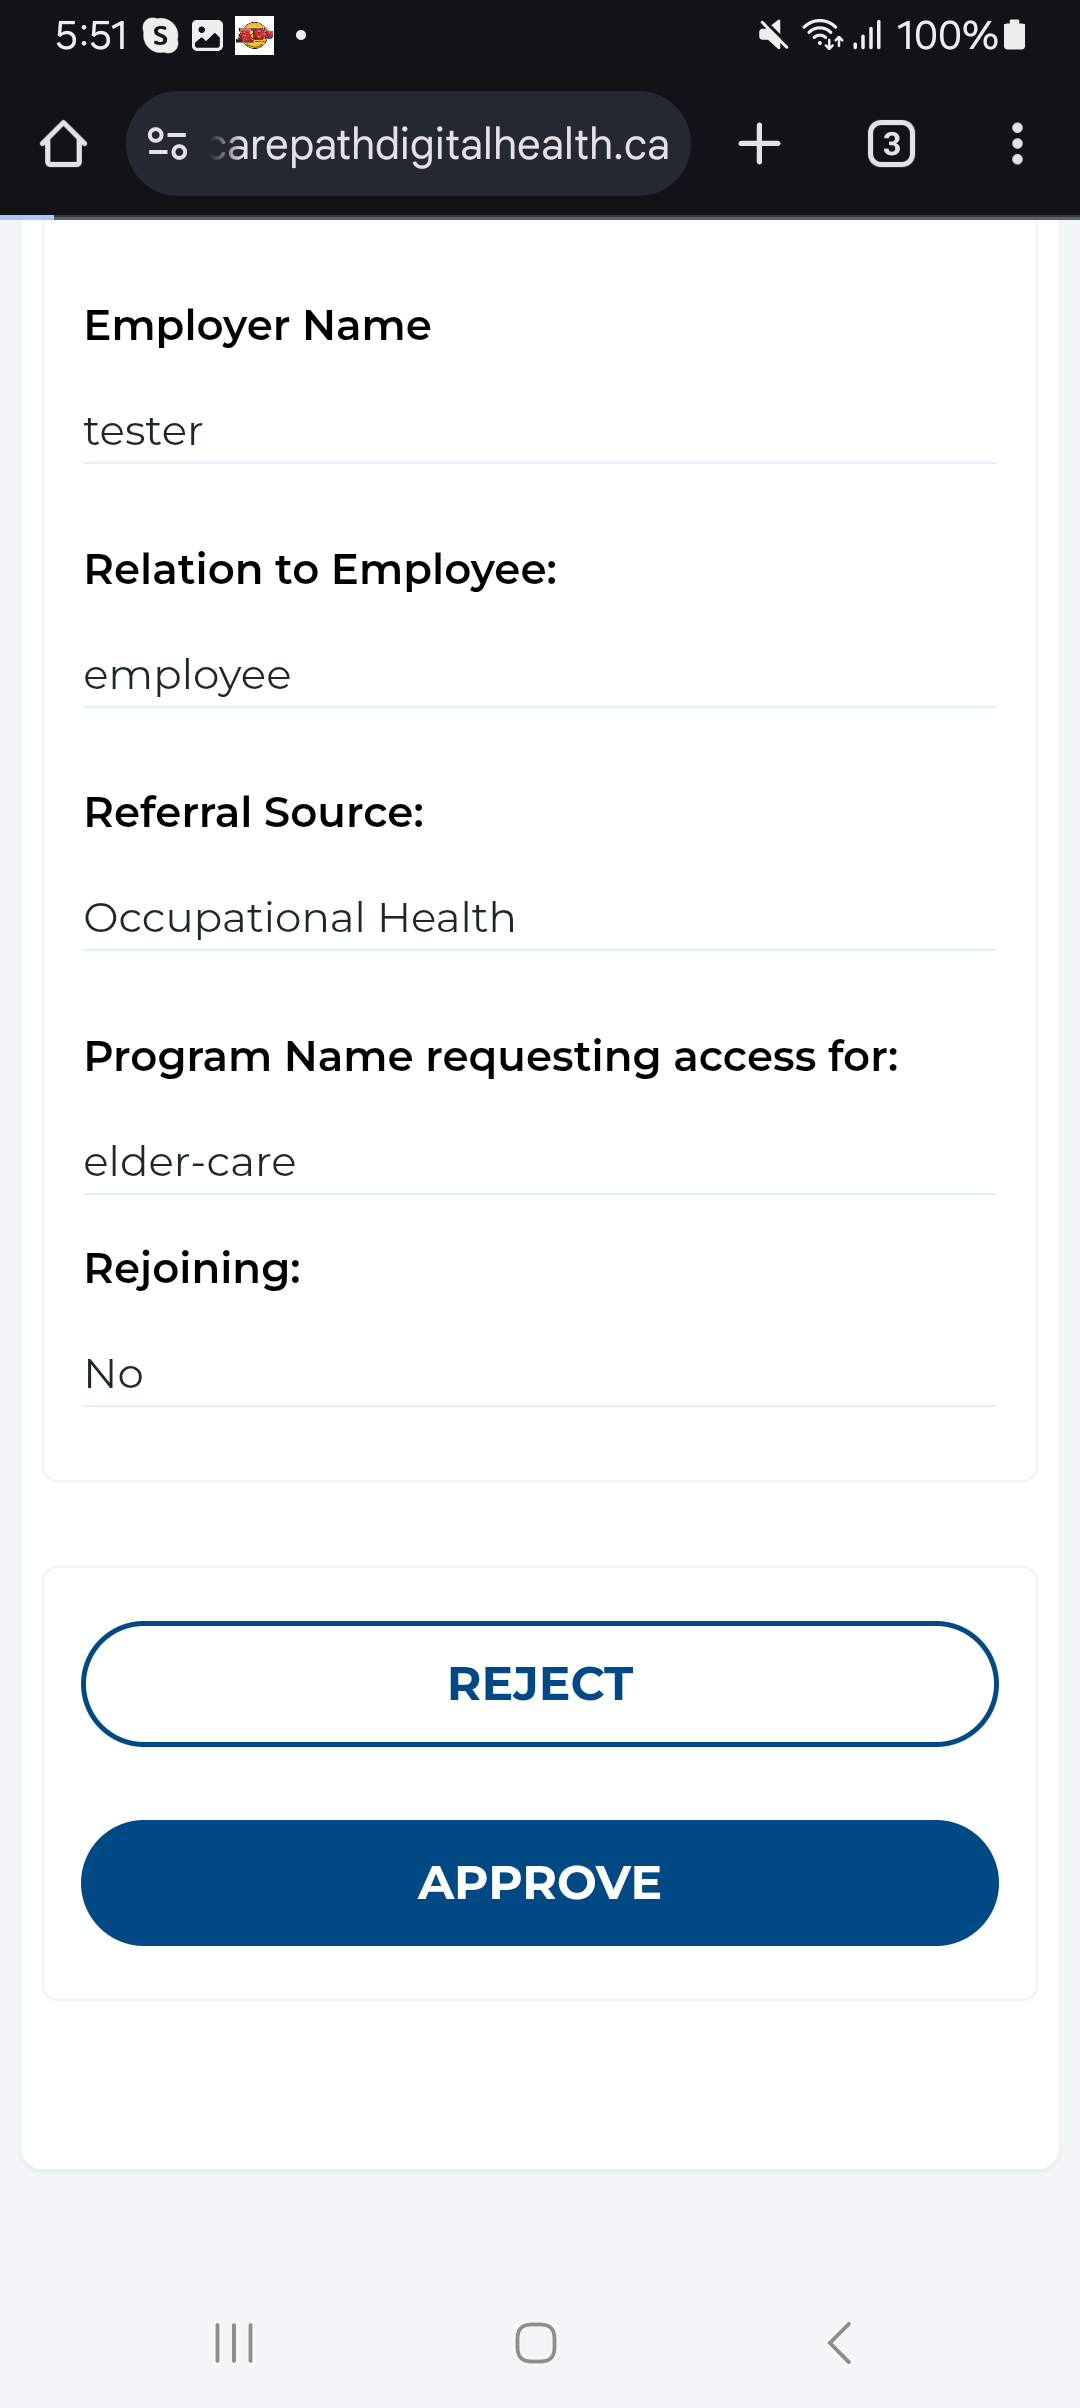 5:51 S ABs 100%
carepathdigitalhealth.ca 3
Employer Name
tester
Relation to Employee:
employee
Referral Source:
Occupational Health
Program Name requesting access for:
elder-care
Rejoining:
No
REJECT
APPROVE